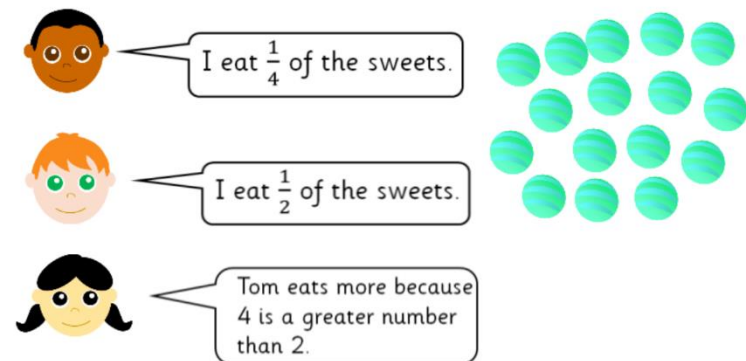 I eat 1/4 of the sweets.
I eat 1/2 of the sweets.
Tom eats more because
4 is a greater number
than 2.